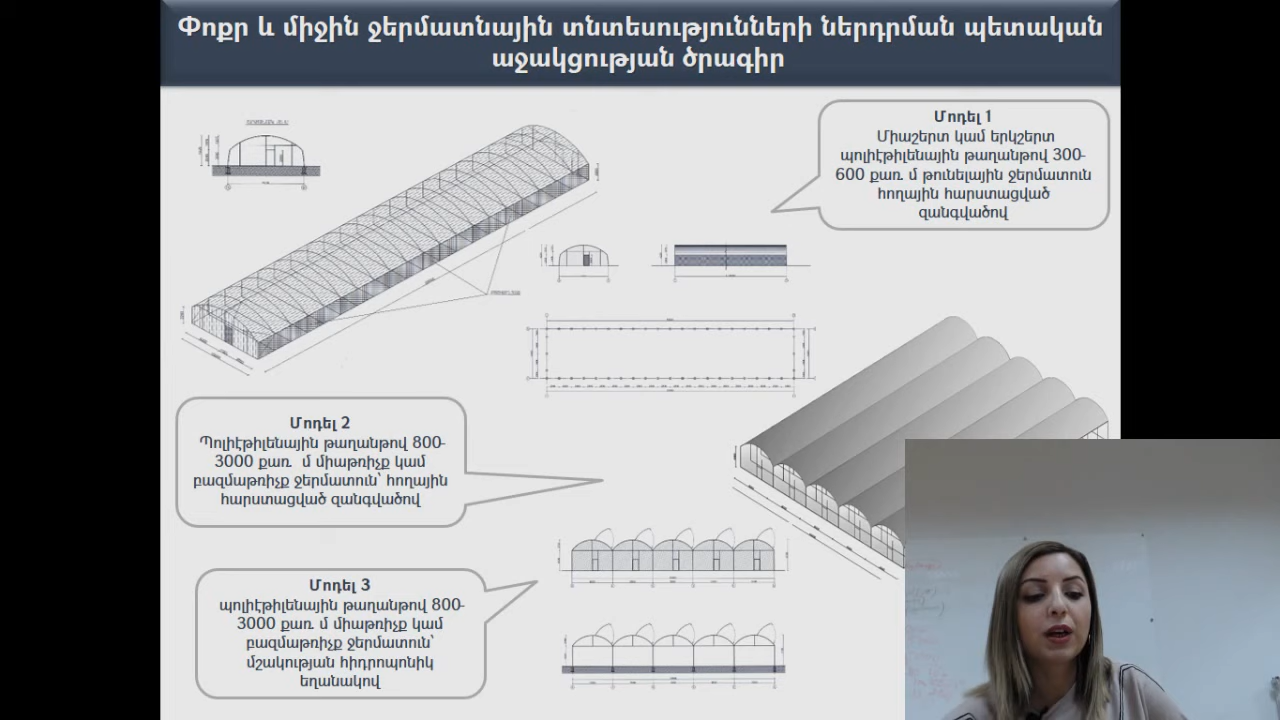 Փոքր և միջին ջերմատնային տնտեսությունների ներդրման պետական
աջակցության ծրագիր
Մոդել 1
Միաշերտ կամ երկշերտ
պոլիէթիլենային թաղանթով 300-
600 քառ. մ թունելային ջերմատուն
հողային հարստացված
զանգվածով
Մոդել 2
Պոլիէթիլենային թաղանթով 800-
3000 քառ. մ միաթռիչք կամ
բազմաթռիչք ջերմատուն՝ հողային
հարստացված զանգվածով
Մոդել 3
պոլիէթիլենային թաղանթով 800-
3000 քառ. մ միաթռիչք կամ
բազմաթռիչք ջերմատուն՝
մշակության հիդրոպոնիկ
եղանակով